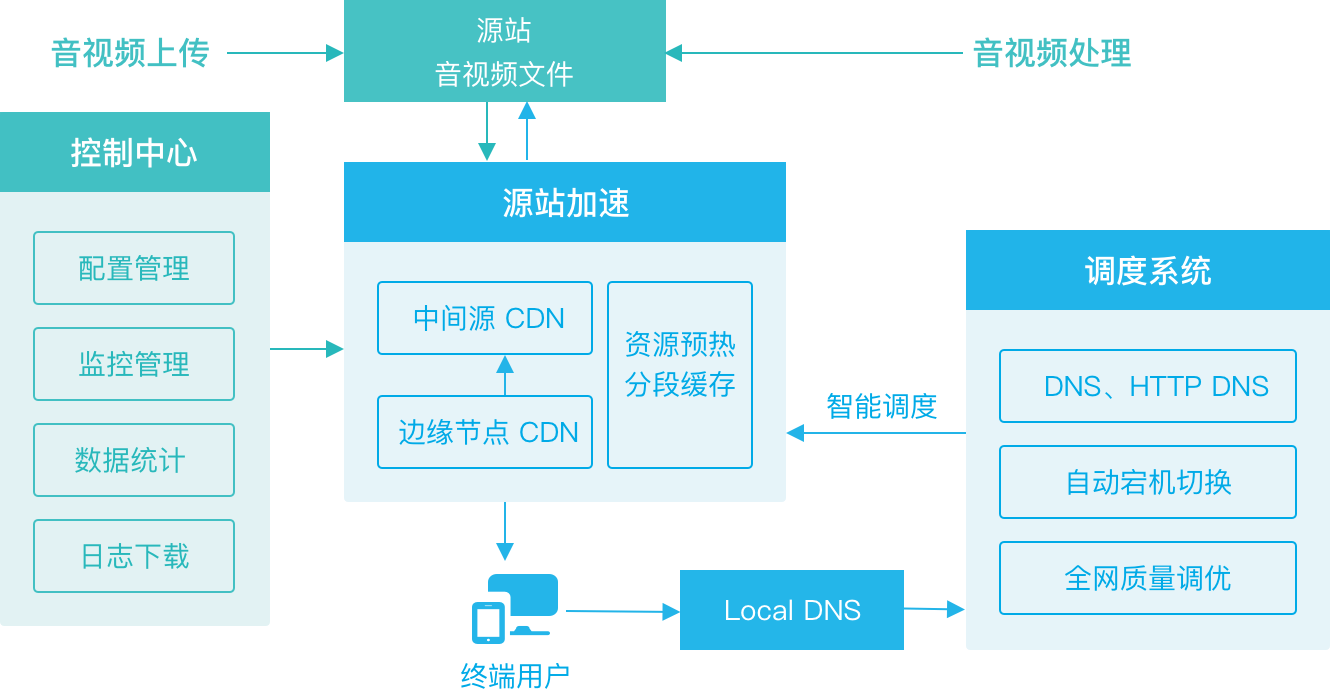 音视频上传
源站
音视频文件
音视频处理
控制中心
配置管理
监控管理
数据统计
日志下载
源站加速
中间源 CDN
边缘节点 CDN
资源预热
分段缓存
智能调度
调度系统
DNS、HTTP DNS
自动宕机切换
全网质量调优
Local DNS
终端用户